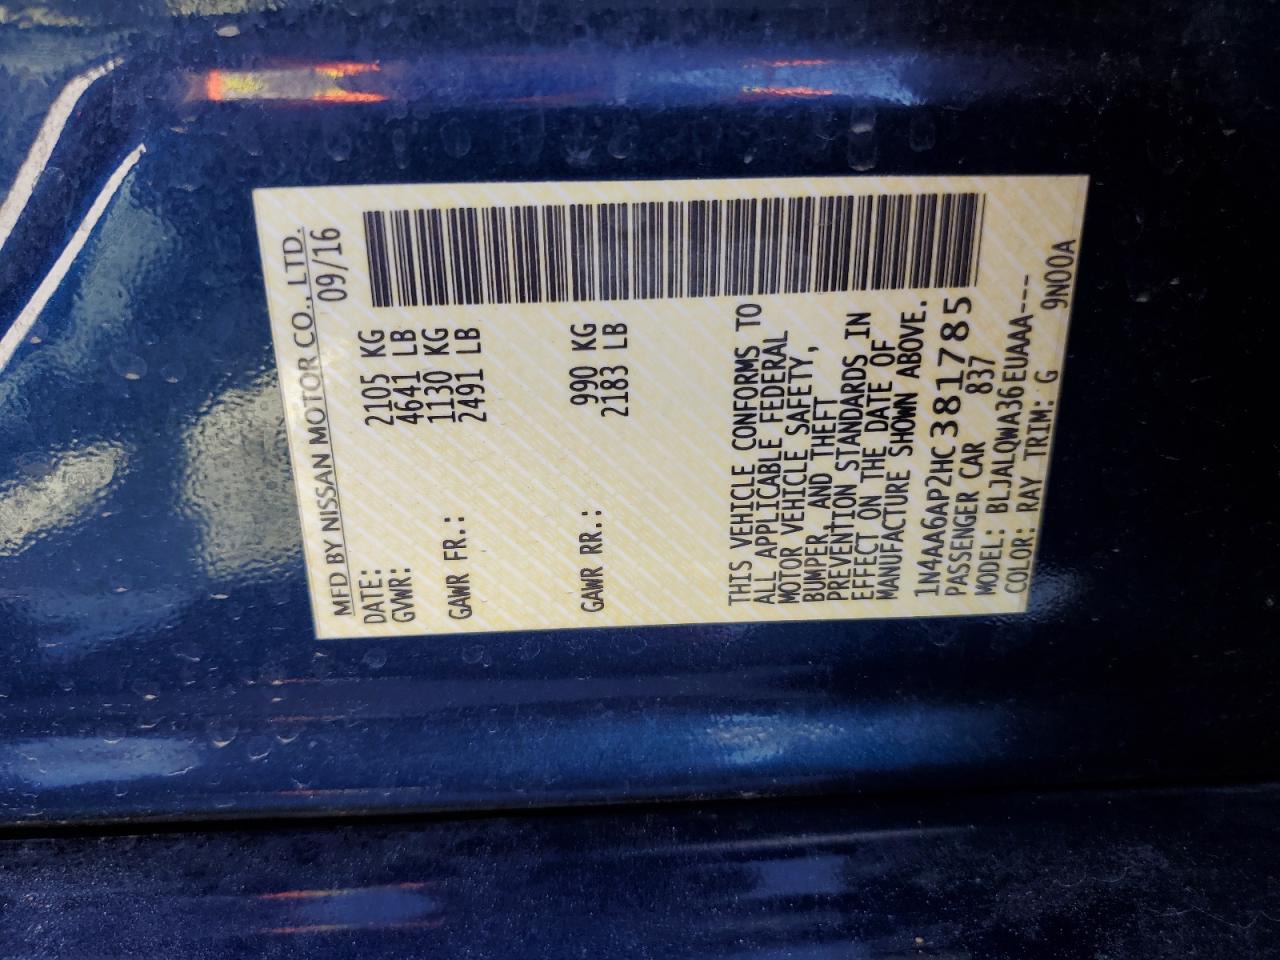 MFD BY NISSAN MOTOR CO., LTD.
DATE: 09/16
GVWR: 2105 KG
4641 LB
GAWR FR.: 1130 KG
2491 LB
GAWR RR.: 990 KG
2183 LB
THIS VEHICLE CONFORMS TO
ALL APPLICABLE FEDERAL
MOTOR VEHICLE SAFETY,
BUMPER, AND THEFT
PREVENTION STANDARDS IN
EFFECT ON THE DATE OF
MANUFACTURE SHOWN ABOVE.
1N4AA6AP2HC381785
PASSENGER CAR 837
MODEL: BLJALQWA36EUAAA---
COLOR: RAY TRIM: G 9N00A